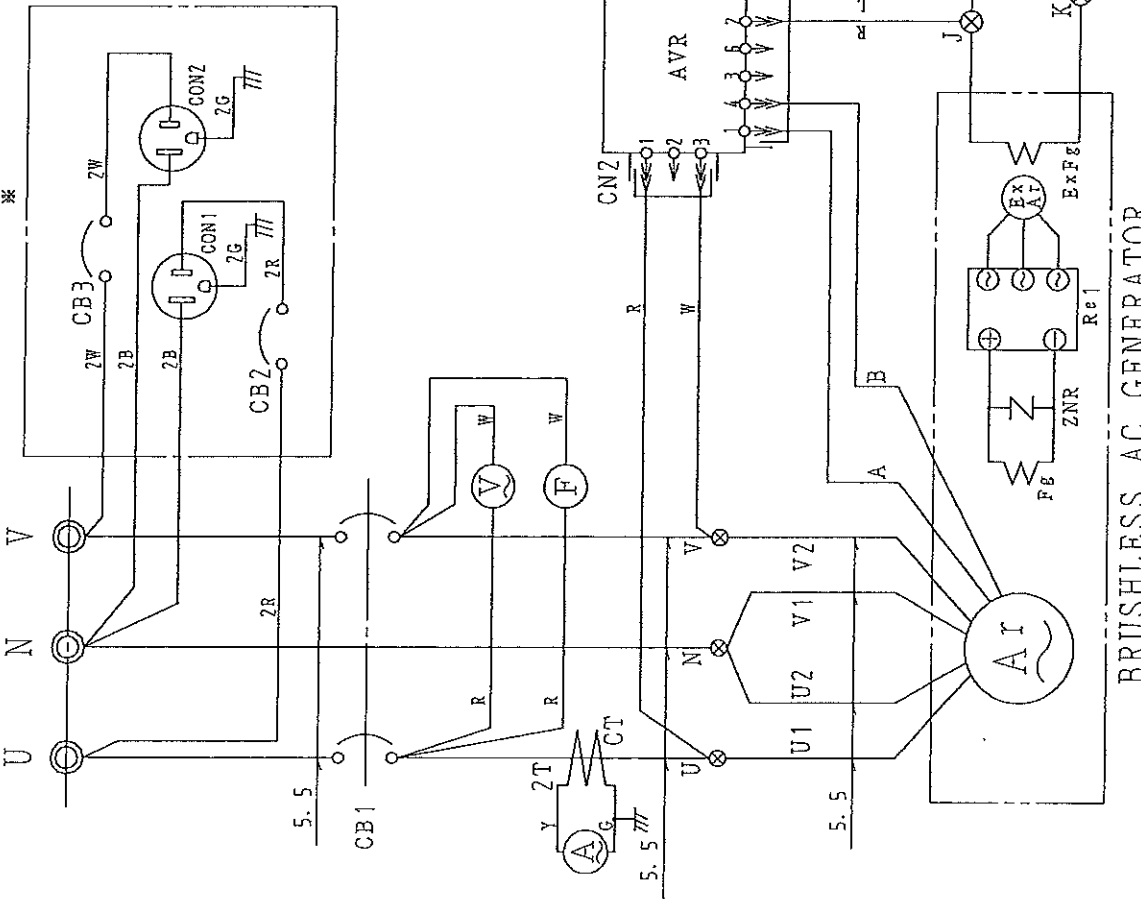 ※
U
N
V
CB3
2W
2W
CON2
2G
2B
2B
CON1
2G
2R
CB2
2R
5.5
CB1
W
W
V
F
R
R
2T
CT
Y
A
G
5.5
U
N
V
R
W
CN2
1
2
3
AVR
1
4
3
6
2
R
J
K
B
A
U1
U2
V1
V2
5.5
Ar
Fg
ZNR
Re1
+
-
Ex
Ar
ExFg
BRUSHLESS AC GENERATOR